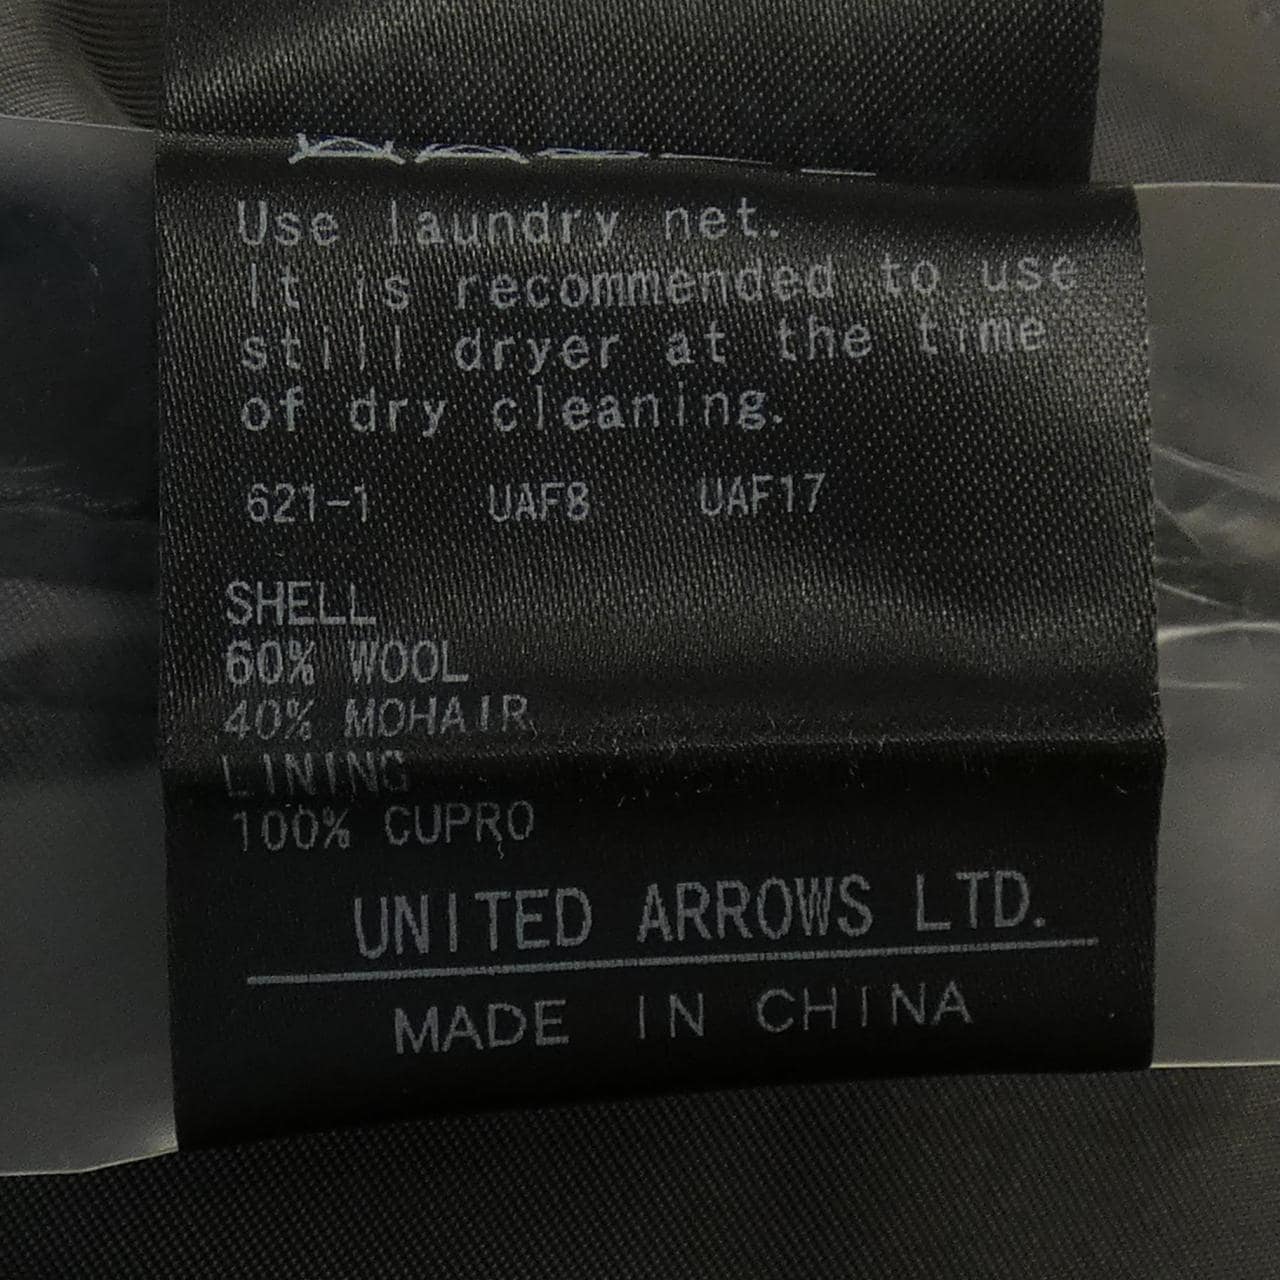 Use laundry net.
It is recommended to use
still dryer at the time
of dry cleaning.
621-1 UAF8 UAF17
SHELL
60% WOOL
40% MOHAIR
LINING
100% CUPRO
UNITED ARROWS LTD.
MADE IN CHINA